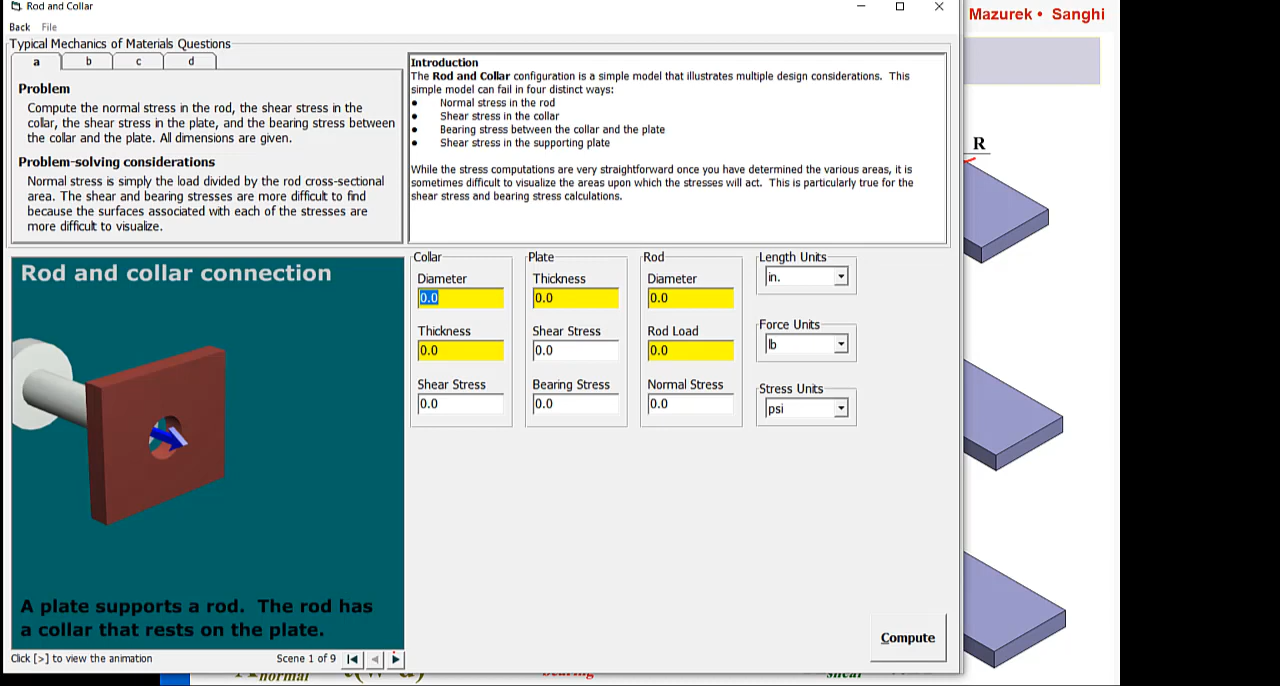 Rod and Collar
Mazurek • Sanghi
Back File
Typical Mechanics of Materials Questions
a b c d
Problem
Compute the normal stress in the rod, the shear stress in the
collar, the shear stress in the plate, and the bearing stress between
the collar and the plate. All dimensions are given.
Problem-solving considerations
Normal stress is simply the load divided by the rod cross-sectional
area. The shear and bearing stresses are more difficult to find
because the surfaces associated with each of the stresses are
more difficult to visualize.
Introduction
The Rod and Collar configuration is a simple model that illustrates multiple design considerations. This
simple model can fail in four distinct ways:
• Normal stress in the rod
• Shear stress in the collar
• Bearing stress between the collar and the plate
• Shear stress in the supporting plate
While the stress computations are very straightforward once you have determined the various areas, it is
sometimes difficult to visualize the areas upon which the stresses will act. This is particularly true for the
shear stress and bearing stress calculations.
R
Rod and collar connection
A plate supports a rod. The rod has
a collar that rests on the plate.
Click [>] to view the animation
Scene 1 of 9
Collar
Diameter
0.0
Thickness
0.0
Shear Stress
0.0
Plate
Thickness
0.0
Shear Stress
0.0
Bearing Stress
0.0
Rod
Diameter
0.0
Rod Load
0.0
Normal Stress
0.0
Length Units
in.
Force Units
lb
Stress Units
psi
Compute
normal